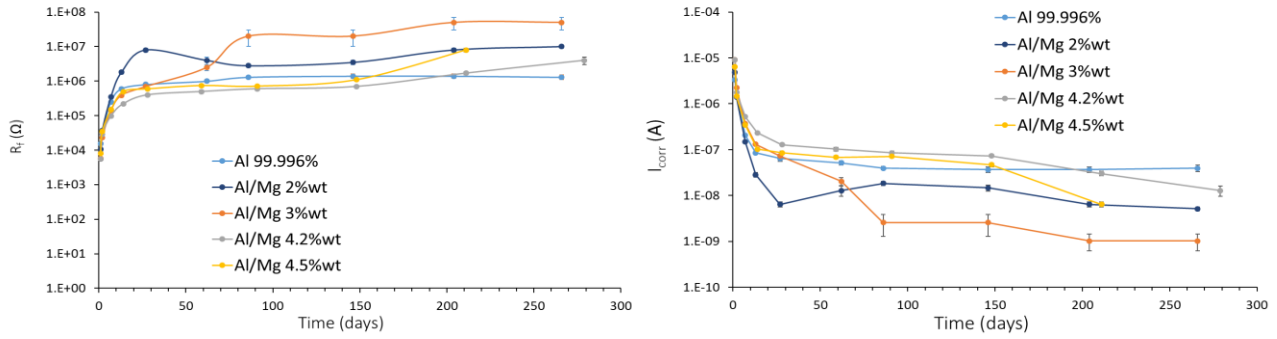 1.E+08
1.E+07
1.E+06
1.E+05
1.E+04
1.E+03
1.E+02
1.E+01
1.E+00
R_f (Ω)
Al 99.996%
Al/Mg 2%wt
Al/Mg 3%wt
Al/Mg 4.2%wt
Al/Mg 4.5%wt
0 50 100 150 200 250 300
Time (days)
1.E-04
1.E-05
1.E-06
1.E-07
1.E-08
1.E-09
1.E-10
I_corr (A)
Al 99.996%
Al/Mg 2%wt
Al/Mg 3%wt
Al/Mg 4.2%wt
Al/Mg 4.5%wt
0 50 100 150 200 250 300
Time (days)